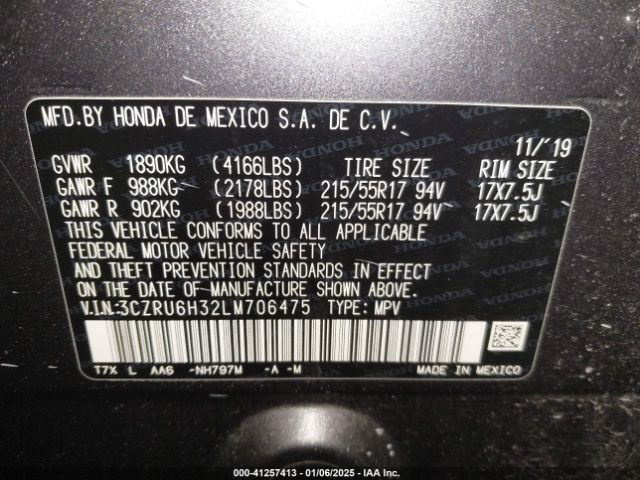 MFD.BY HONDA DE MEXICO S.A. DE C.V.
11/'19
GVWR 1890KG (4166LBS) TIRE SIZE RIM SIZE
GAWR F 988KG (2178LBS) 215/55R17 94V 17X7.5J
GAWR R 902KG (1988LBS) 215/55R17 94V 17X7.5J
THIS VEHICLE CONFORMS TO ALL APPLICABLE
FEDERAL MOTOR VEHICLE SAFETY
AND THEFT PREVENTION STANDARDS IN EFFECT
ON THE DATE OF MANUFACTURE SHOWN ABOVE.
V.I.N:3CZRU6H32LM706475 TYPE: MPV
T7X L AA6 -NH797M -A -M MADE IN MEXICO
000-41257413 - 01/06/2025 - IAA Inc.